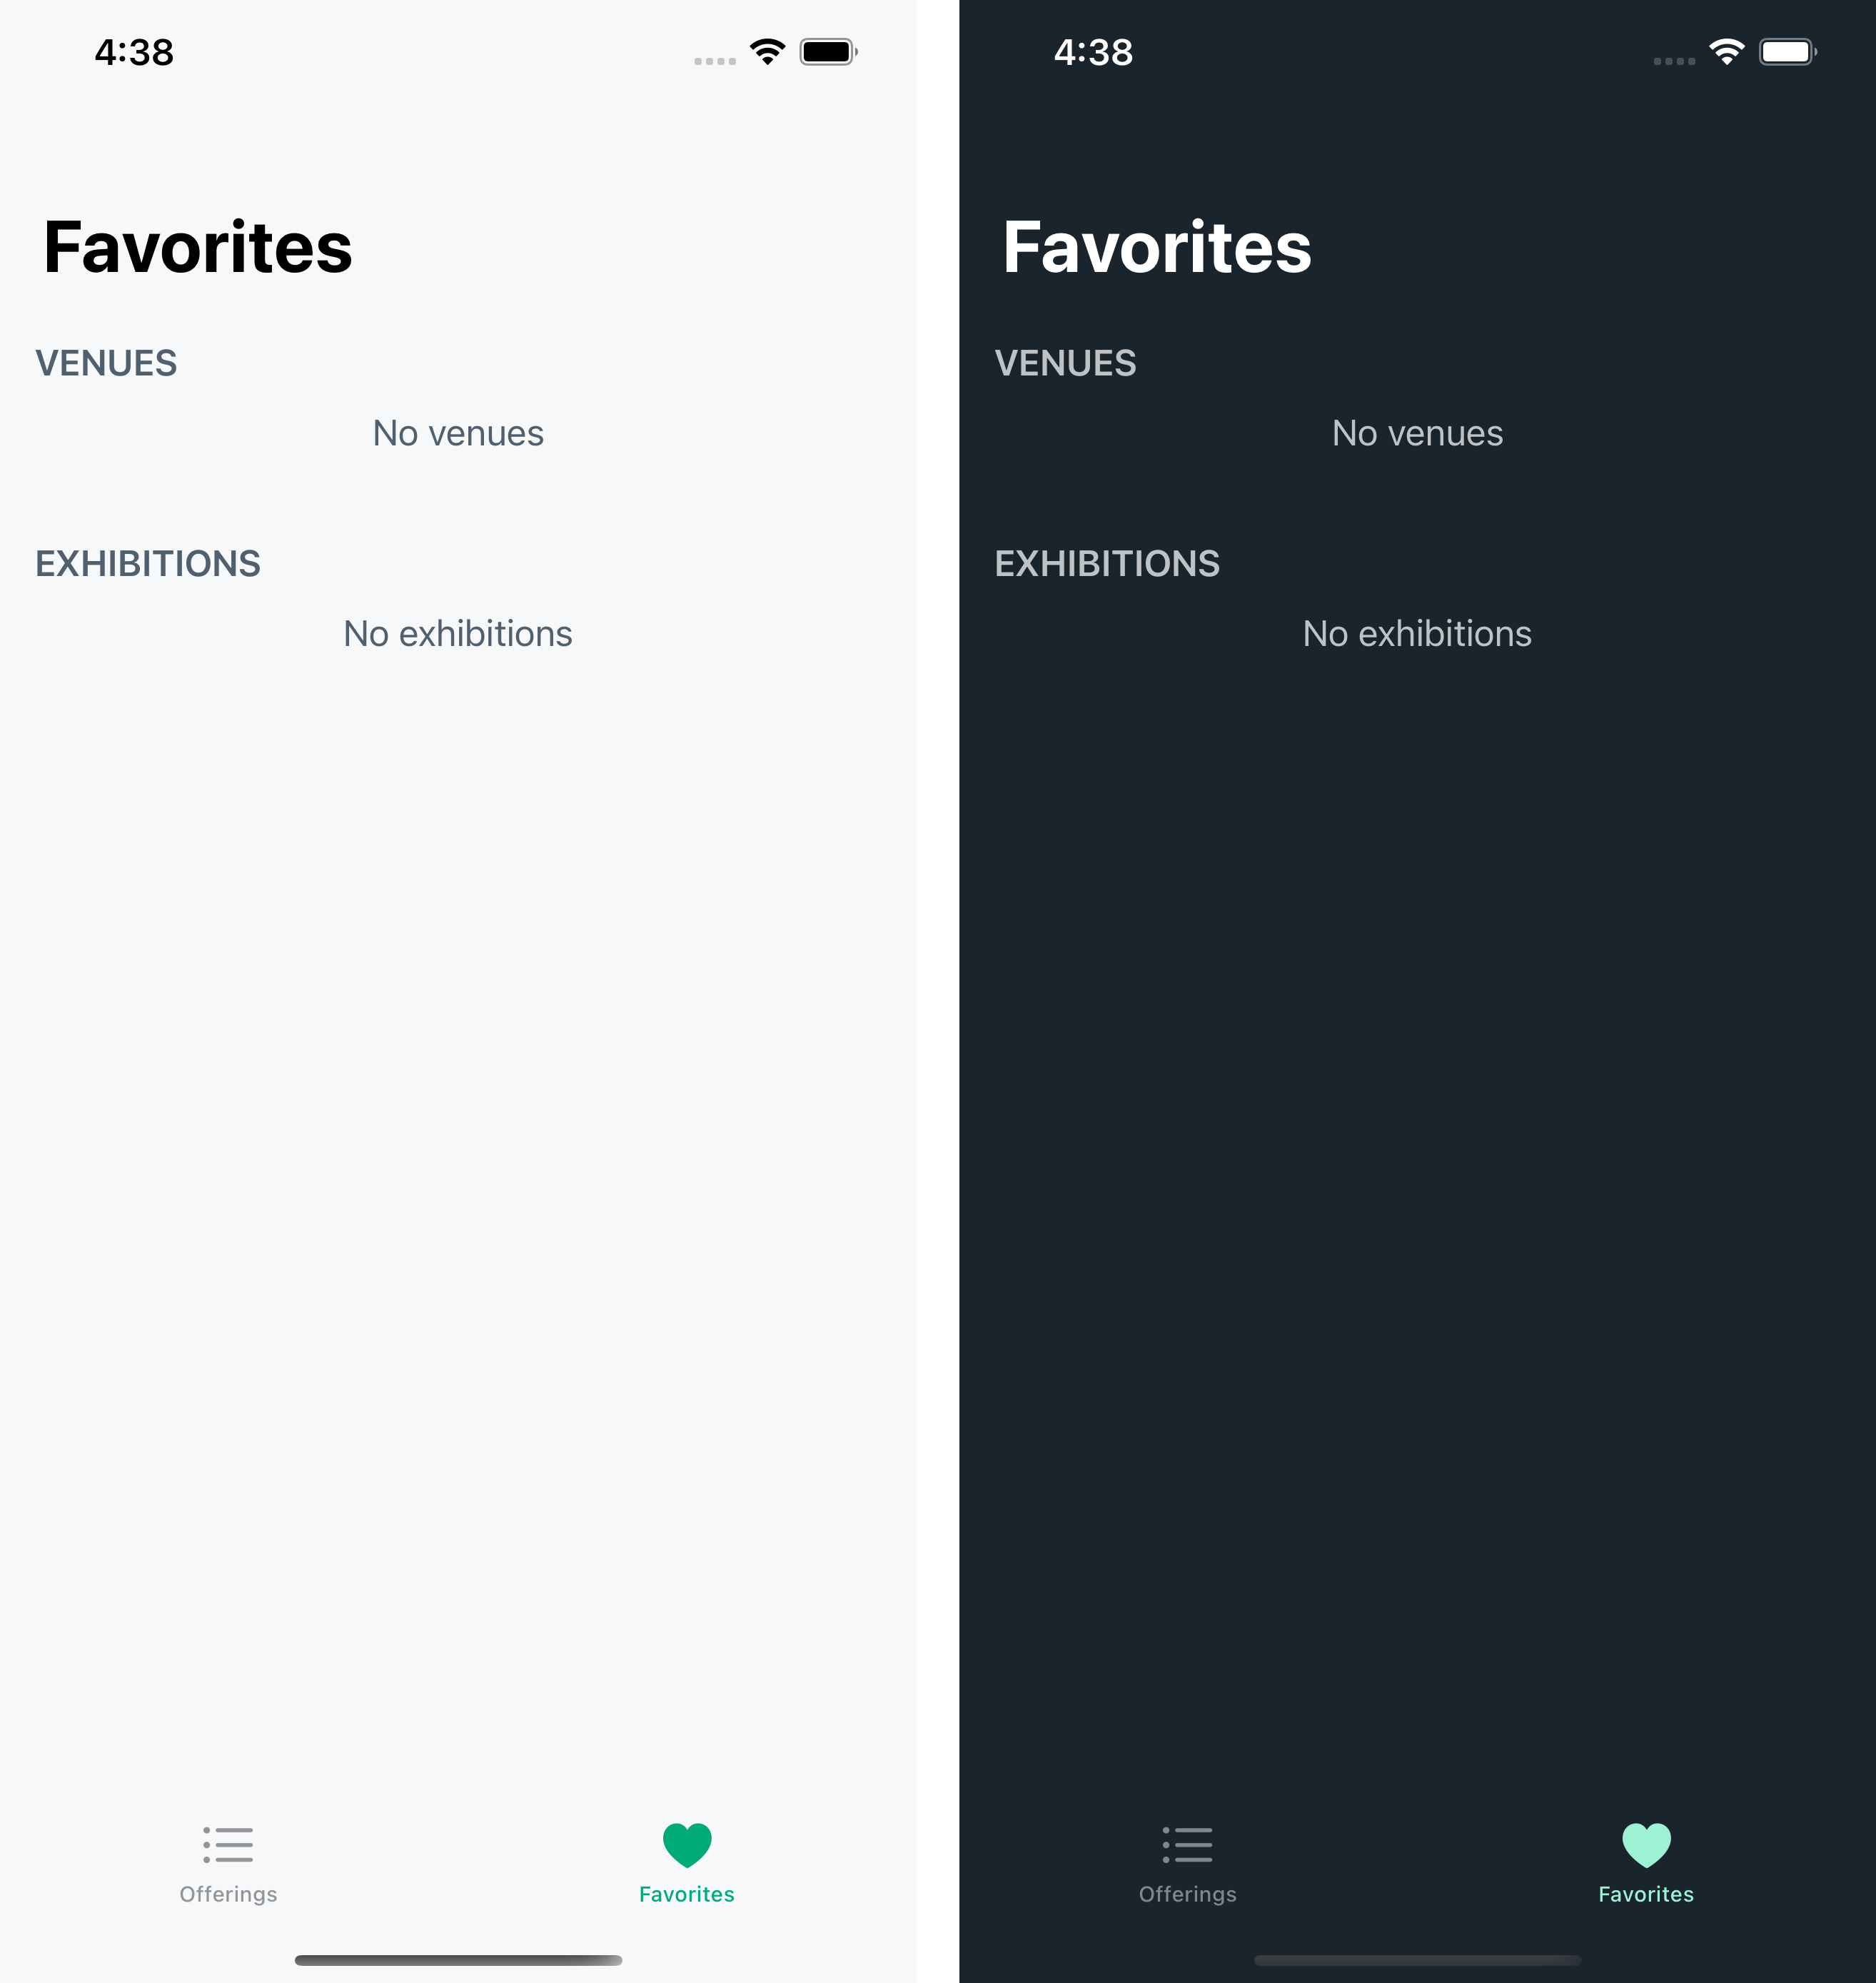 4:38
Favorites
VENUES
No venues
EXHIBITIONS
No exhibitions
Offerings
Favorites
4:38
Favorites
VENUES
No venues
EXHIBITIONS
No exhibitions
Offerings
Favorites